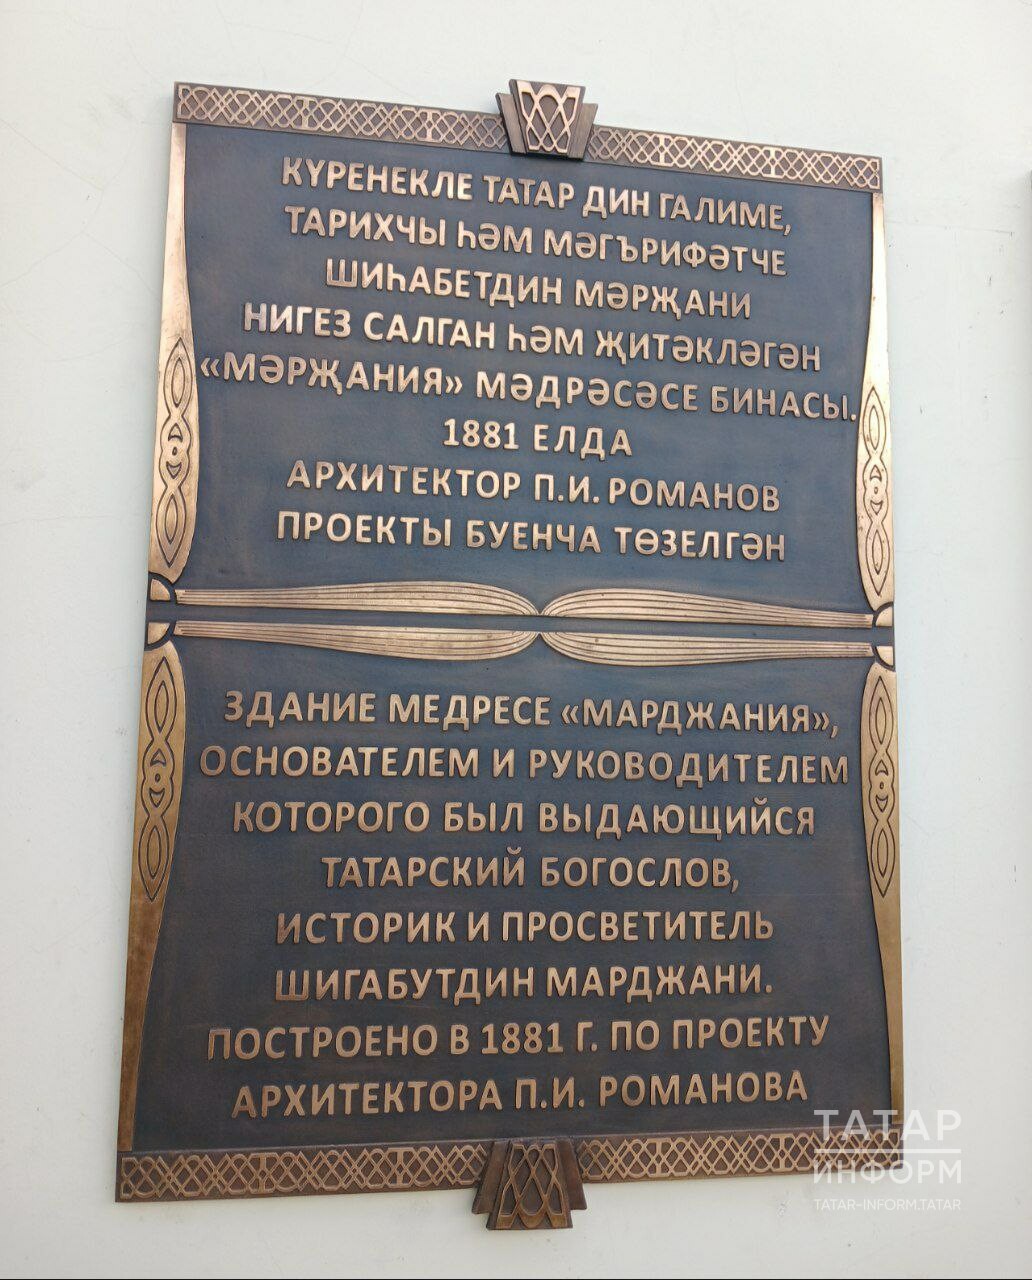 КҮРЕНЕКЛЕ ТАТАР ДИН ГАЛИМЕ,
ТАРИХЧЫ ҺӘМ МӘГЪРИФӘТЧЕ
ШИҺАБЕТДИН МӘРҖАНИ
НИГЕЗ САЛГАН ҺӘМ ҖИТӘКЛӘГӘН
«МӘРҖАНИЯ» МӘДРӘСӘСЕ БИНАСЫ.
1881 ЕЛДА
АРХИТЕКТОР П.И. РОМАНОВ
ПРОЕКТЫ БУЕНЧА ТӨЗЕЛГӘН
ЗДАНИЕ МЕДРЕСЕ «МАРДЖАНИЯ»,
ОСНОВАТЕЛЕМ И РУКОВОДИТЕЛЕМ
КОТОРОГО БЫЛ ВЫДАЮЩИЙСЯ
ТАТАРСКИЙ БОГОСЛОВ,
ИСТОРИК И ПРОСВЕТИТЕЛЬ
ШИГАБУТДИН МАРДЖАНИ.
ПОСТРОЕНО В 1881 Г. ПО ПРОЕКТУ
АРХИТЕКТОРА П.И. РОМАНОВА
ТАТАР
ИНФОРМ
TATAR-INFORM.TATAR